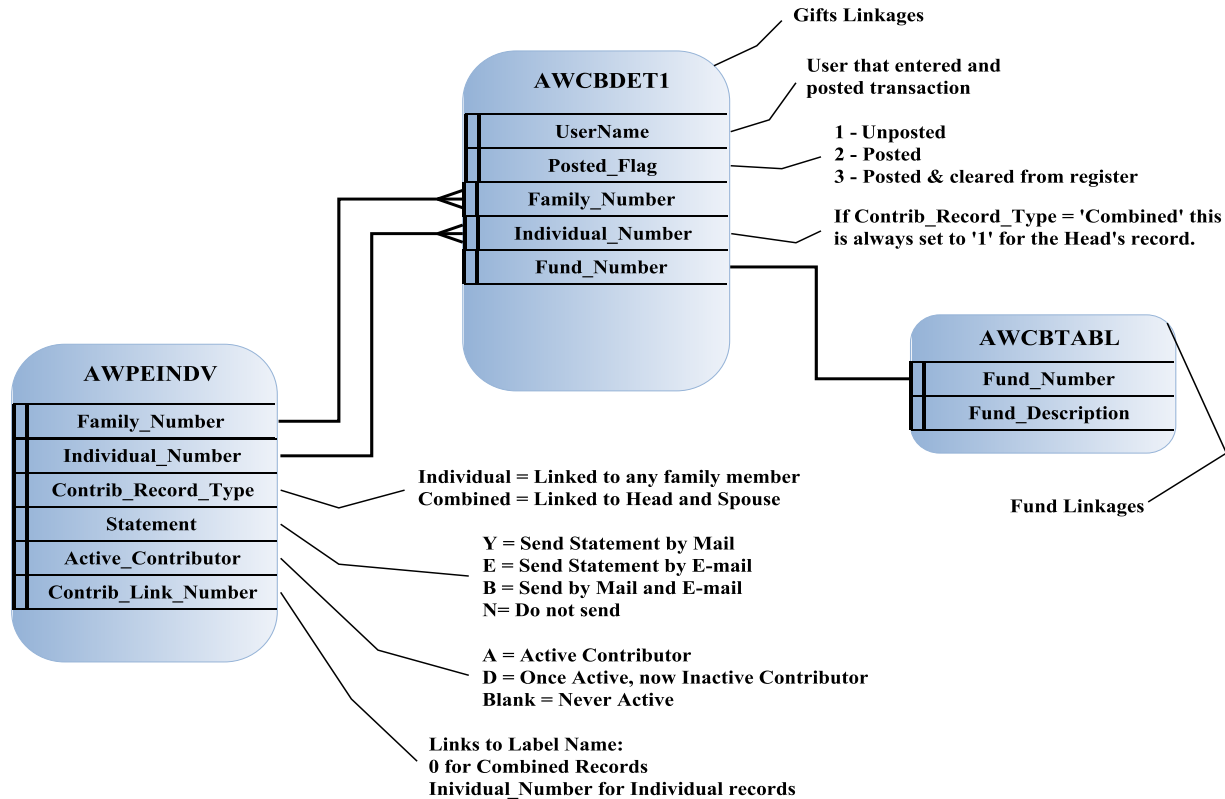 Gifts Linkages
AWCBDET1
User that entered and
posted transaction
UserName
Posted_Flag
Family_Number
Individual_Number
Fund_Number
1 - Unposted
2 - Posted
3 - Posted & cleared from register
If Contrib_Record_Type = 'Combined' this
is always set to '1' for the Head's record.
AWCBTABL
Fund_Number
Fund_Description
Fund Linkages
AWPEINDV
Family_Number
Individual_Number
Contrib_Record_Type
Statement
Active_Contributor
Contrib_Link_Number
Individual = Linked to any family member
Combined = Linked to Head and Spouse
Y = Send Statement by Mail
E = Send Statement by E-mail
B = Send by Mail and E-mail
N= Do not send
A = Active Contributor
D = Once Active, now Inactive Contributor
Blank = Never Active
Links to Label Name:
0 for Combined Records
Inividual_Number for Individual records